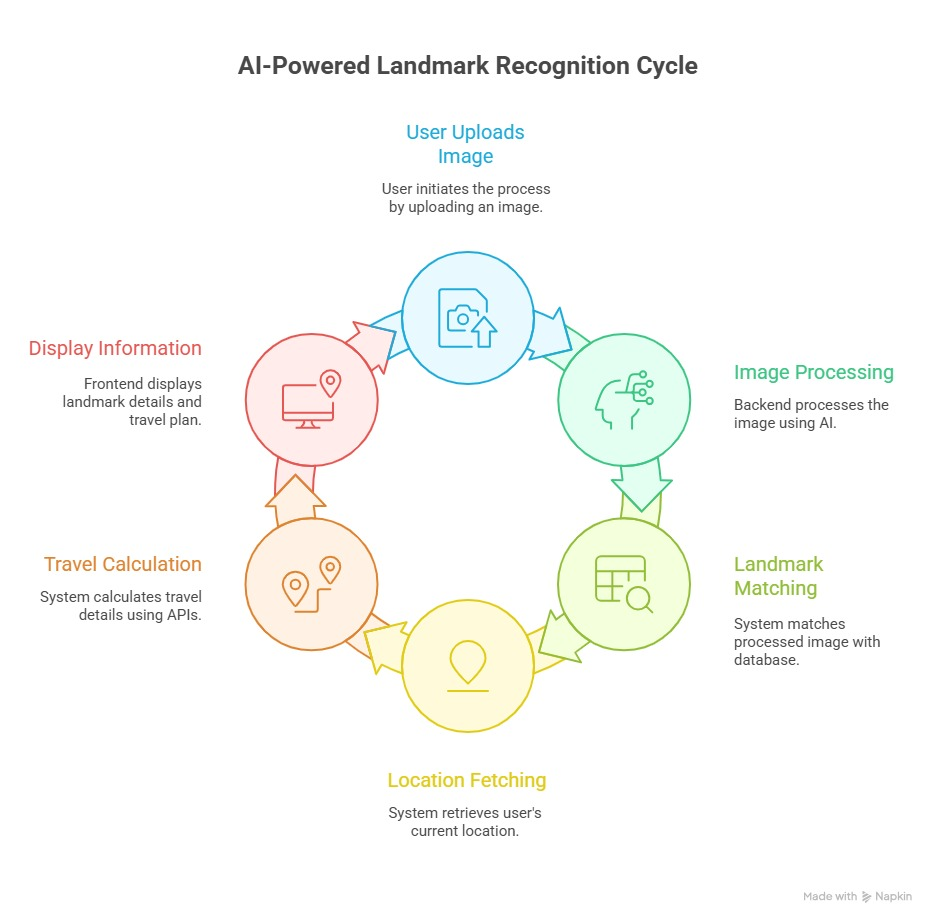 AI-Powered Landmark Recognition Cycle
User Uploads
Image
User initiates the process
by uploading an image.
Image Processing
Backend processes the
image using AI.
Landmark
Matching
System matches
processed image with
database.
Location Fetching
System retrieves user's
current location.
Travel Calculation
System calculates travel
details using APIs.
Display Information
Frontend displays
landmark details and
travel plan.
Made with Napkin